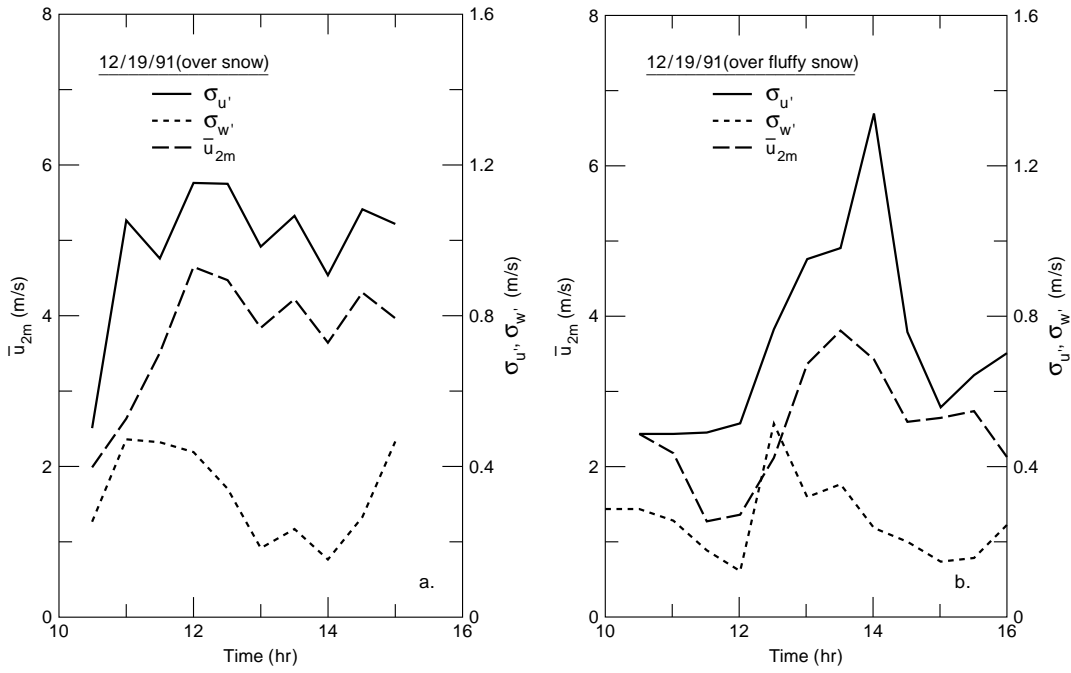 8
6
4
2
0
1.6
1.2
0.8
0.4
0
10
12
14
16
12/19/91(over snow)
σu'
σw'
ū2m
ū2m (m/s)
σu', σw' (m/s)
Time (hr)
a.
8
6
4
2
0
1.6
1.2
0.8
0.4
0
10
12
14
16
12/19/91(over fluffy snow)
σu'
σw'
ū2m
ū2m (m/s)
σu', σw' (m/s)
Time (hr)
b.